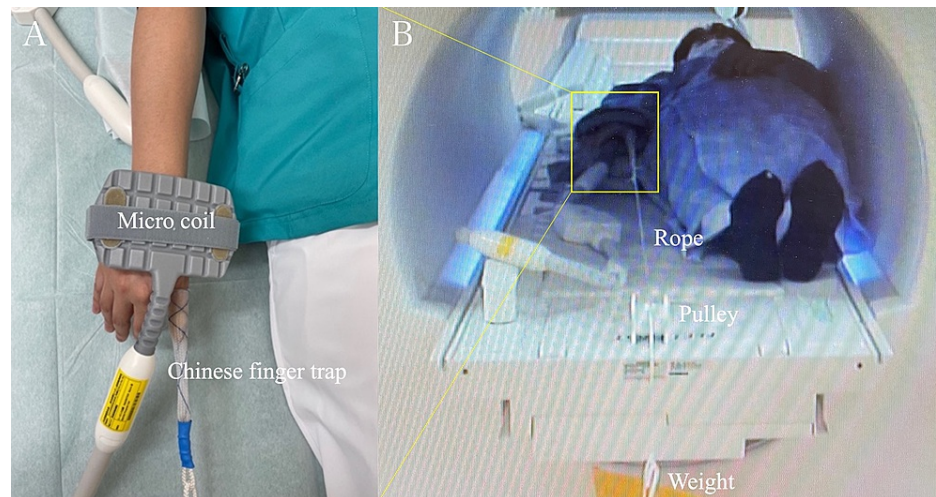 A
B
Micro coil
Rope
Pulley
Chinese finger trap
Weight